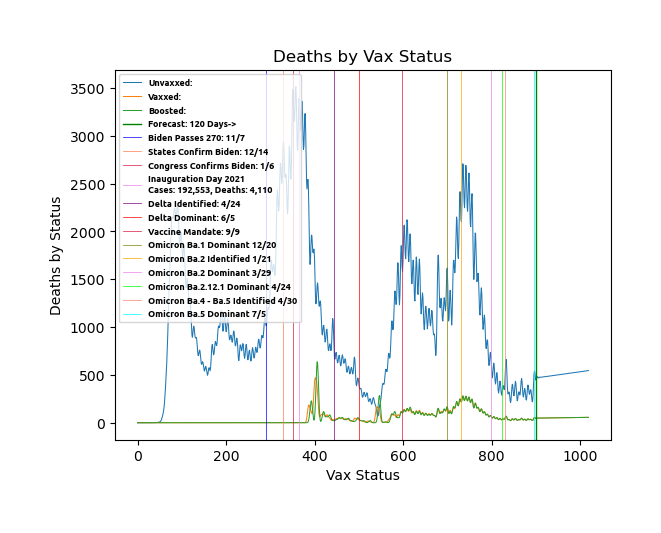 Deaths by Vax Status
Deaths by Status
3500
3000
2500
2000
1500
1000
500
0
Unvaxxed:
Vaxxed:
Boosted:
Forecast: 120 Days->
Biden Passes 270: 11/7
States Confirm Biden: 12/14
Congress Confirms Biden: 1/6
Inauguration Day 2021
Cases: 192,553, Deaths: 4,110
Delta Identified: 4/24
Delta Dominant: 6/5
Vaccine Mandate: 9/9
Omicron Ba.1 Dominant 12/20
Omicron Ba.2 Identified 1/21
Omicron Ba.2 Dominant 3/29
Omicron Ba.2.12.1 Dominant 4/24
Omicron Ba.4 - Ba.5 Identified 4/30
Omicron Ba.5 Dominant 7/5
0 200 400 600 800 1000
Vax Status